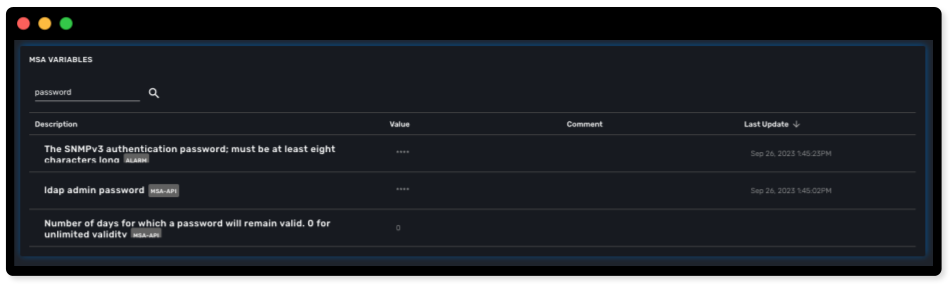 MSA VARIABLES
password
Description Value Comment Last Update ↓
The SNMPv3 authentication password; must be at least eight
characters long ALARM
**** Sep 26, 2023 1:45:23PM
ldap admin password MSA-API **** Sep 26, 2023 1:45:02PM
Number of days for which a password will remain valid. 0 for
unlimited validity MSA-API
0